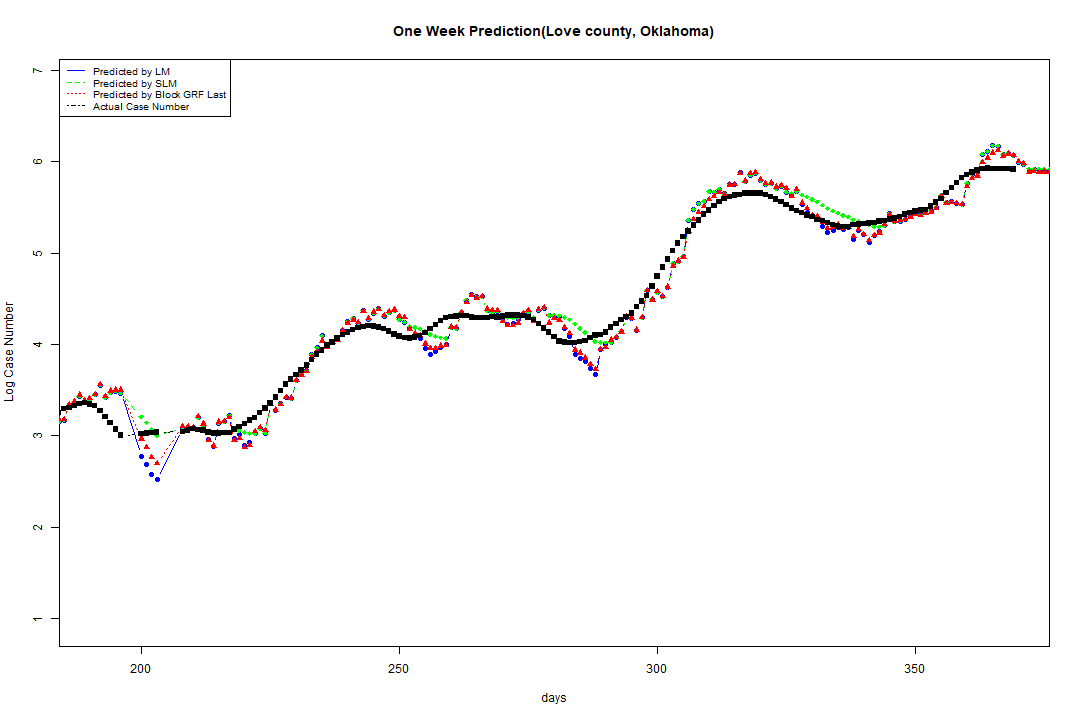 One Week Prediction(Love county, Oklahoma)
Predicted by LM
Predicted by SLM
Predicted by Block GRF Last
Actual Case Number
7
6
5
4
3
2
1
Log Case Number
200 250 300 350
days